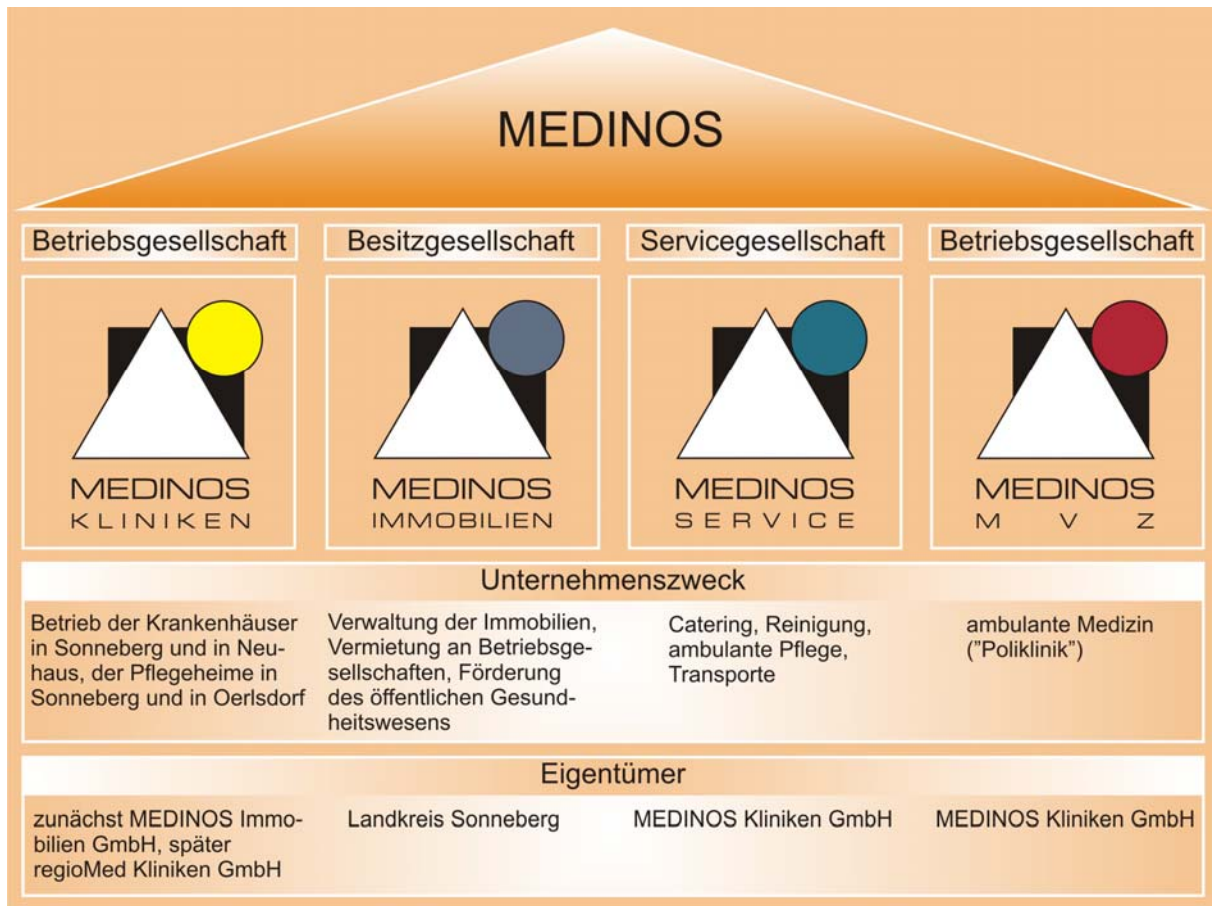 MEDINOS
Betriebsgesellschaft
Besitzgesellschaft
Servicegesellschaft
Betriebsgesellschaft
MEDINOS
KLINIKEN
MEDINOS
IMMOBILIEN
MEDINOS
SERVICE
MEDINOS
M V Z
Unternehmenszweck
Betrieb der Krankenhäuser
in Sonneberg und in Neu-
haus, der Pflegeheime in
Sonneberg und in Oerlsdorf
Verwaltung der Immobilien,
Vermietung an Betriebsge-
sellschaften, Förderung
des öffentlichen Gesund-
heitswesens
Catering, Reinigung,
ambulante Pflege,
Transporte
ambulante Medizin
("Poliklinik")
Eigentümer
zunächst MEDINOS Immo-
bilien GmbH, später
regioMed Kliniken GmbH
Landkreis Sonneberg
MEDINOS Kliniken GmbH
MEDINOS Kliniken GmbH